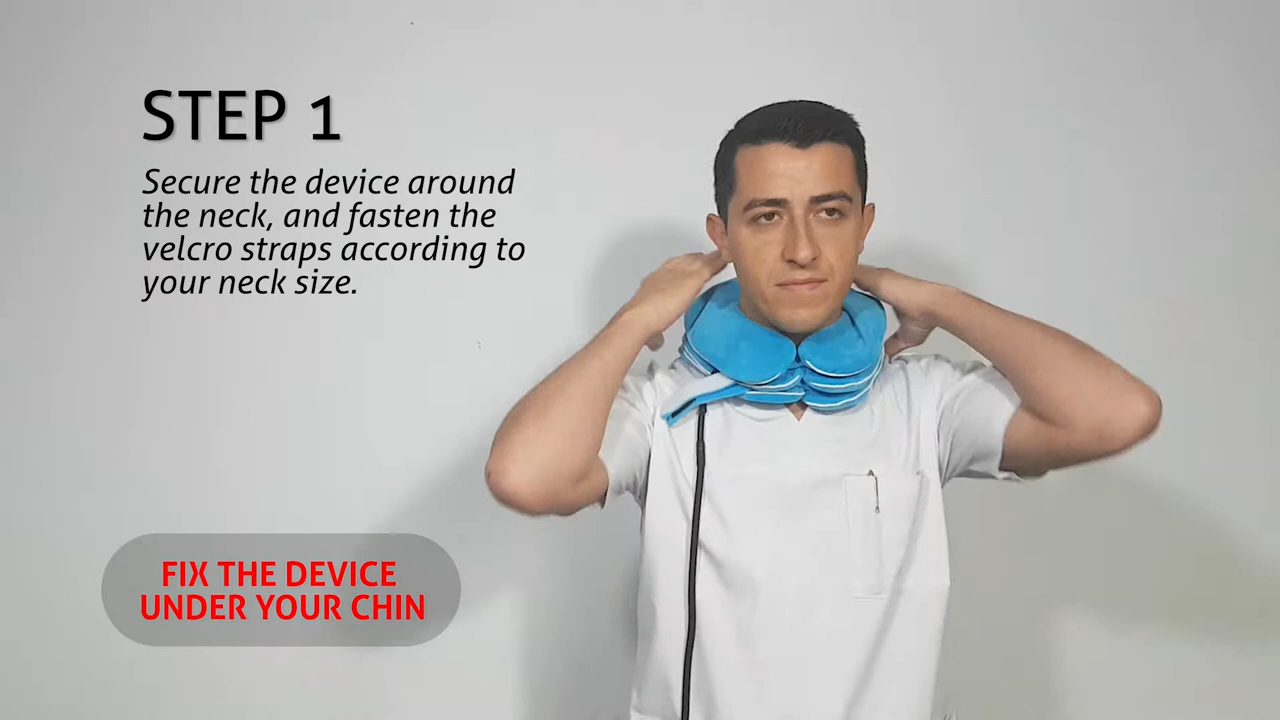 STEP 1
Secure the device around
the neck, and fasten the
velcro straps according to
your neck size.
FIX THE DEVICE
UNDER YOUR CHIN